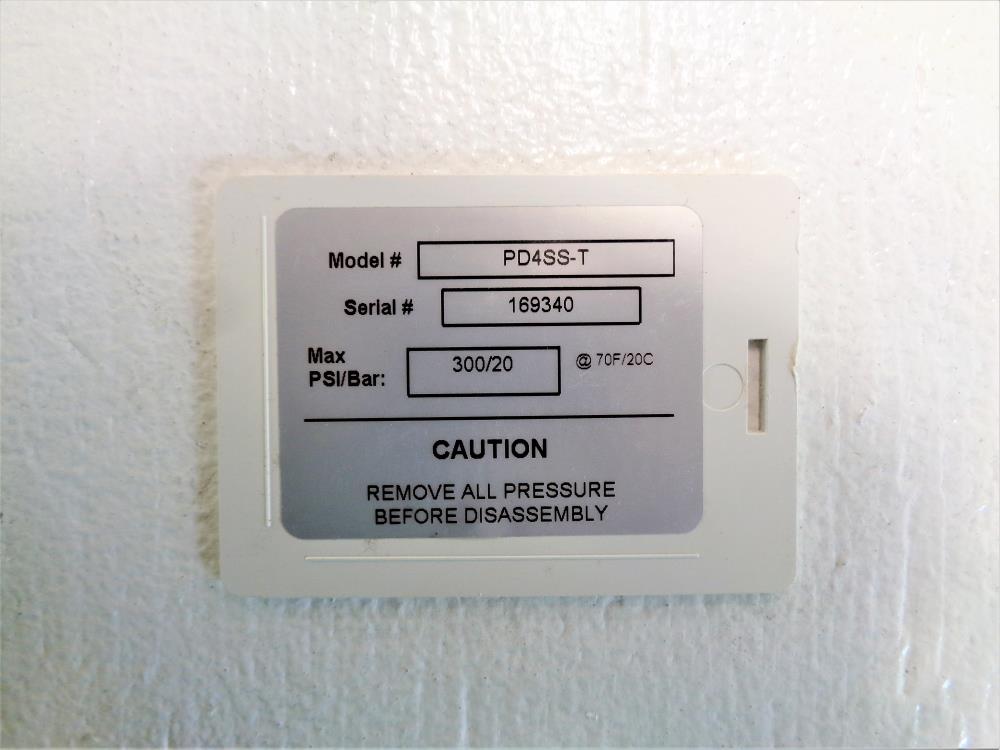 Model # PD4SS-T
Serial # 169340
Max
PSI/Bar: 300/20 @ 70F/20C
CAUTION
REMOVE ALL PRESSURE
BEFORE DISASSEMBLY